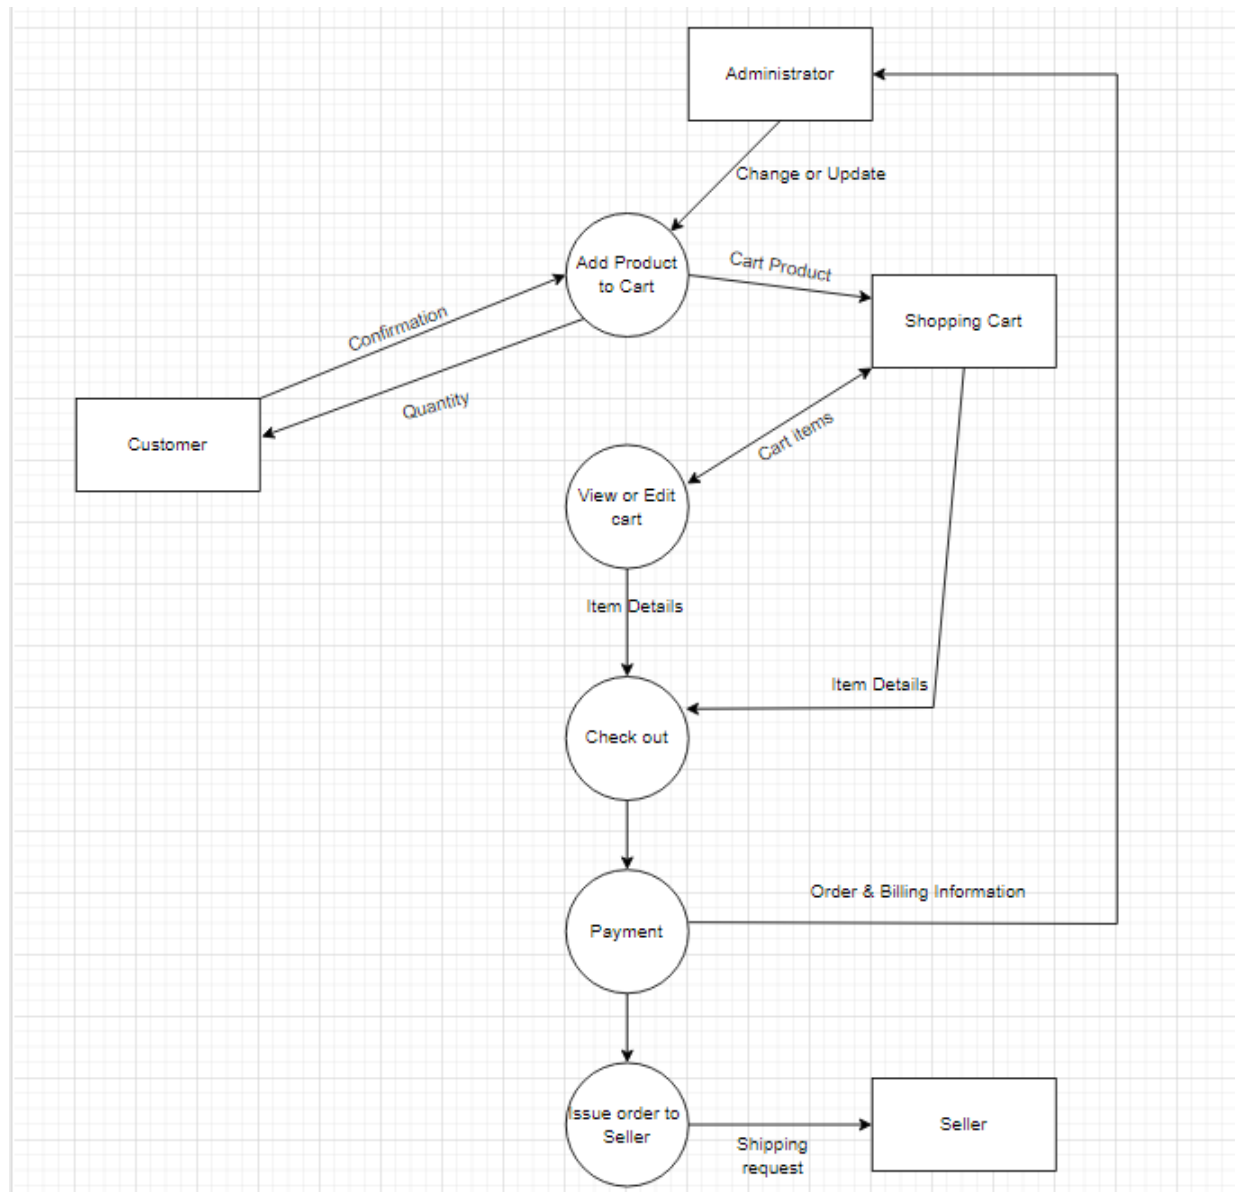 Administrator
Change or Update
Add Product
to Cart
Cart Product
Shopping Cart
Confirmation
Quantity
Customer
Cart items
View or Edit
cart
Item Details
Item Details
Check out
Order & Billing Information
Payment
Issue order to
Seller
Shipping
request
Seller